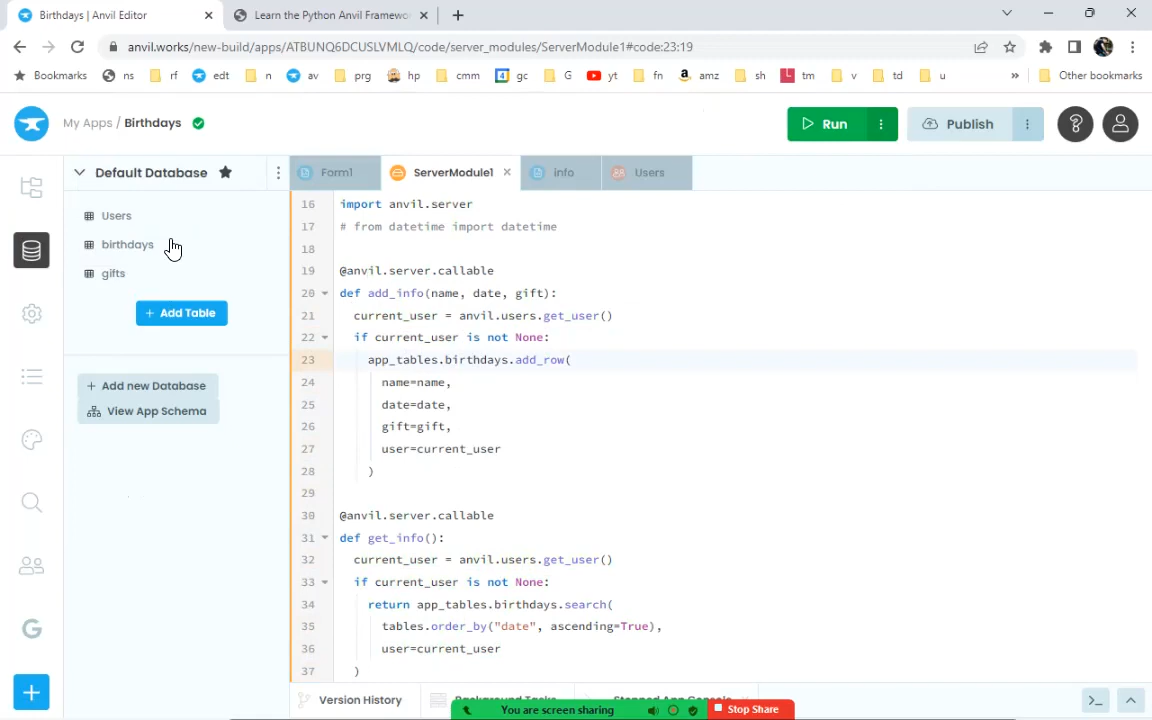 Birthdays | Anvil Editor
Learn the Python Anvil Framewo
anvil.works/new-build/apps/ATBUNQ6DCUSLVMLQ/code/server_modules/ServerModule1#code:23:19
Bookmarks ns rf edt n av prg hp cmm gc G yt fn amz sh tm v td u » Other bookmarks
My Apps / Birthdays
Run
Publish
Default Database
Form1 ServerModule1 info Users
Users
birthdays
gifts
+ Add Table
+ Add new Database
View App Schema
16 import anvil.server
17 # from datetime import datetime
18
19 @anvil.server.callable
20 def add_info(name, date, gift):
21 current_user = anvil.users.get_user()
22 if current_user is not None:
23 app_tables.birthdays.add_row(
24 name=name,
25 date=date,
26 gift=gift,
27 user=current_user
28 )
29
30 @anvil.server.callable
31 def get_info():
32 current_user = anvil.users.get_user()
33 if current_user is not None:
34 return app_tables.birthdays.search(
35 tables.order_by("date", ascending=True),
36 user=current_user
37 )
Version History
You are screen sharing
Stop Share